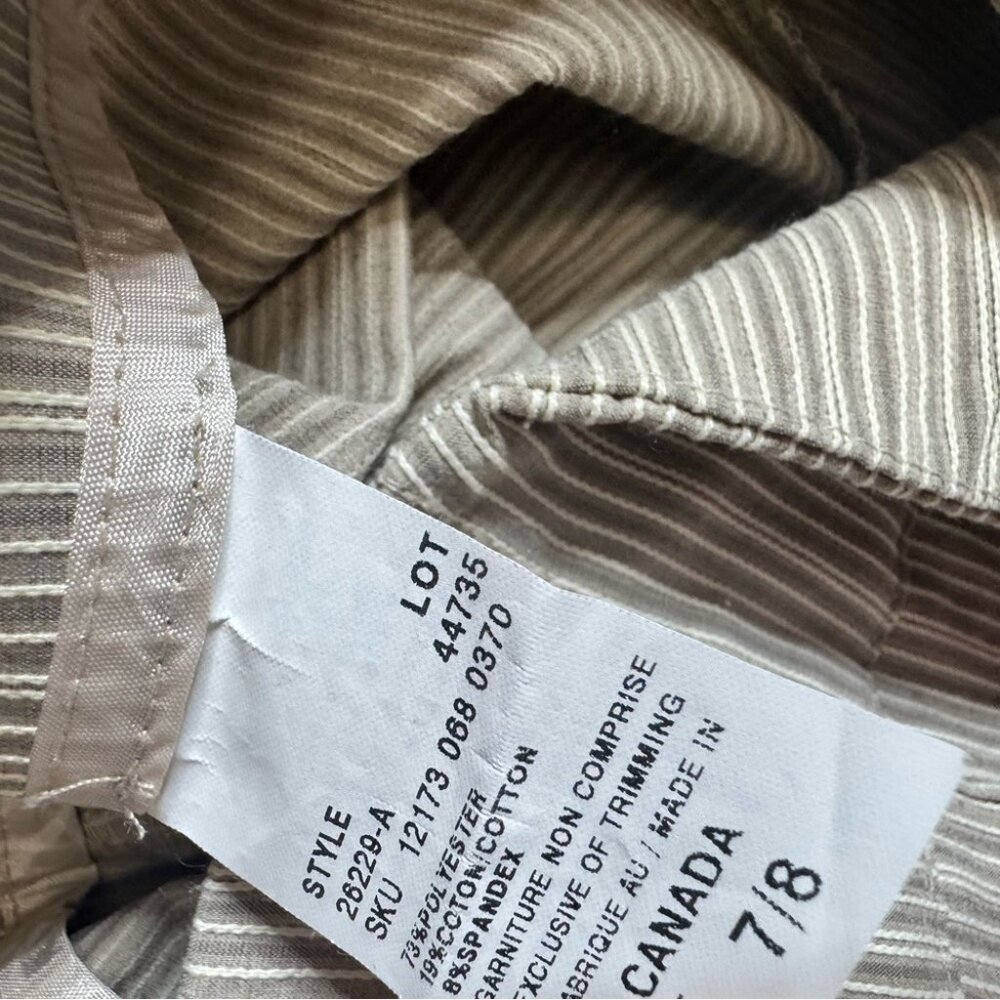 STYLE LOT
26229-A 44735
SKU 12173 068 0370
73%POLYESTER
19%COTON/COTTON
8%SPANDEX
GARNITURE NON COMPRISE
EXCLUSIVE OF TRIMMING
FABRIQUE AU / MADE IN
CANADA
7/8